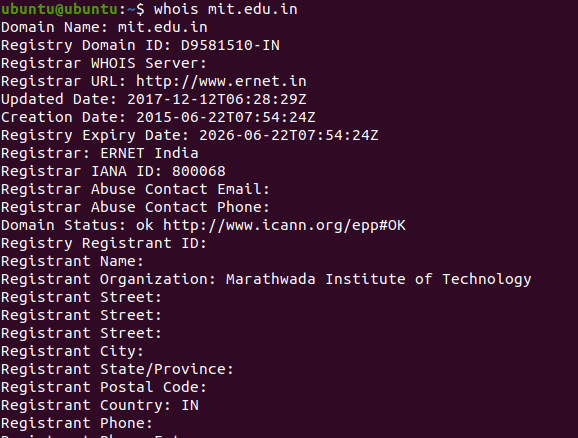 ubuntu@ubuntu:~$ whois mit.edu.in
Domain Name: mit.edu.in
Registry Domain ID: D9581510-IN
Registrar WHOIS Server:
Registrar URL: http://www.ernet.in
Updated Date: 2017-12-12T06:28:29Z
Creation Date: 2015-06-22T07:54:24Z
Registry Expiry Date: 2026-06-22T07:54:24Z
Registrar: ERNET India
Registrar IANA ID: 800068
Registrar Abuse Contact Email:
Registrar Abuse Contact Phone:
Domain Status: ok http://www.icann.org/epp#OK
Registry Registrant ID:
Registrant Name:
Registrant Organization: Marathwada Institute of Technology
Registrant Street:
Registrant Street:
Registrant Street:
Registrant City:
Registrant State/Province:
Registrant Postal Code:
Registrant Country: IN
Registrant Phone:
Registrant Phone Ext: